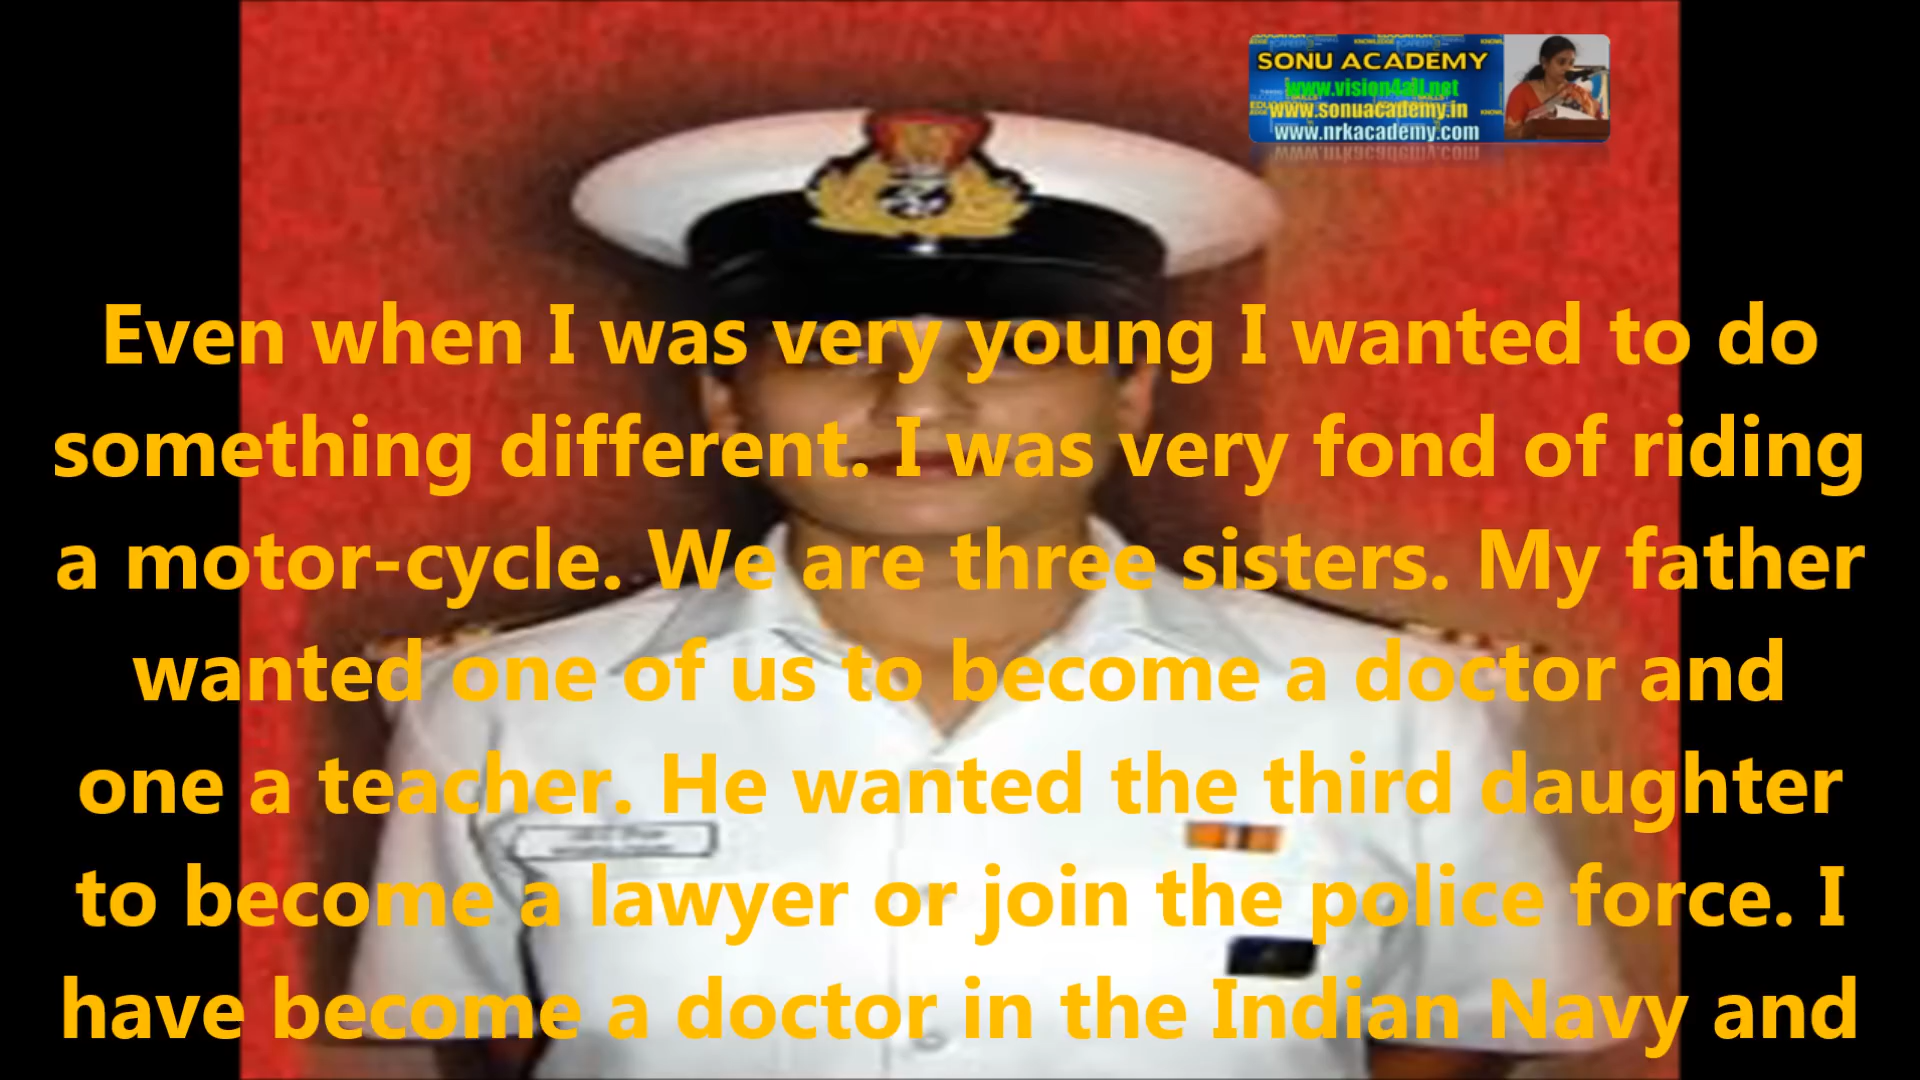 SONU ACADEMY
www.vision4all.net
www.sonuacademy.in
www.nrkacademy.com
Even when I was very young I wanted to do
something different. I was very fond of riding
a motor-cycle. We are three sisters. My father
wanted one of us to become a doctor and
one a teacher. He wanted the third daughter
to become a lawyer or join the police force. I
have become a doctor in the Indian Navy and